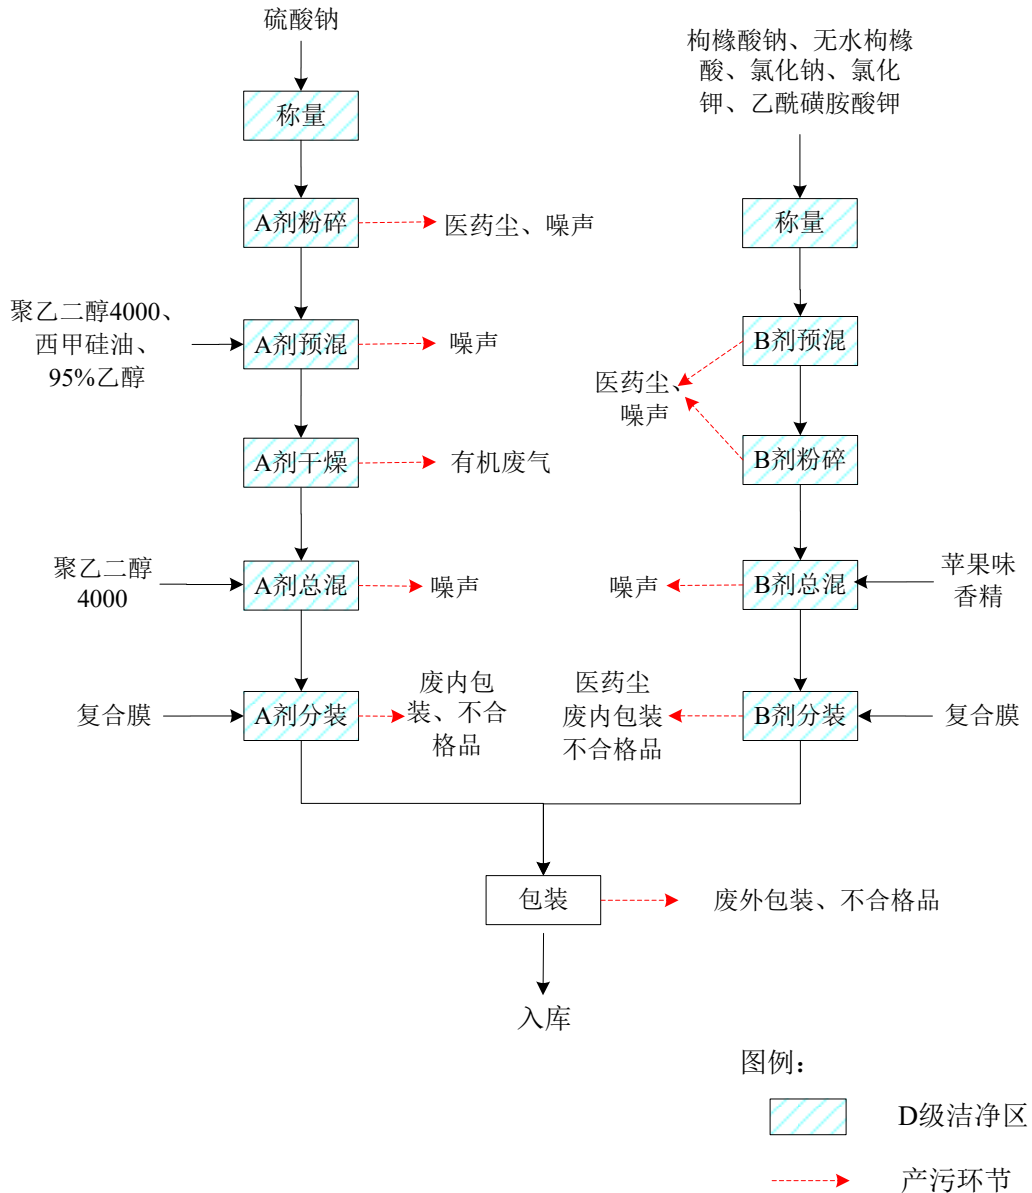 硫酸钠
枸橼酸钠、无水枸橼
酸、氯化钠、氯化
钾、乙酰磺胺酸钾
称量
A剂粉碎
医药尘、噪声
称量
聚乙二醇4000、
西甲硅油、
95%乙醇
A剂预混
噪声
B剂预混
医药尘、
噪声
A剂干燥
有机废气
B剂粉碎
聚乙二醇
4000
A剂总混
噪声
噪声
B剂总混
苹果味
香精
复合膜
A剂分装
废内包
装、不合
格品
医药尘
废内包装
不合格品
B剂分装
复合膜
包装
废外包装、不合格品
入库
图例：
D级洁净区
产污环节